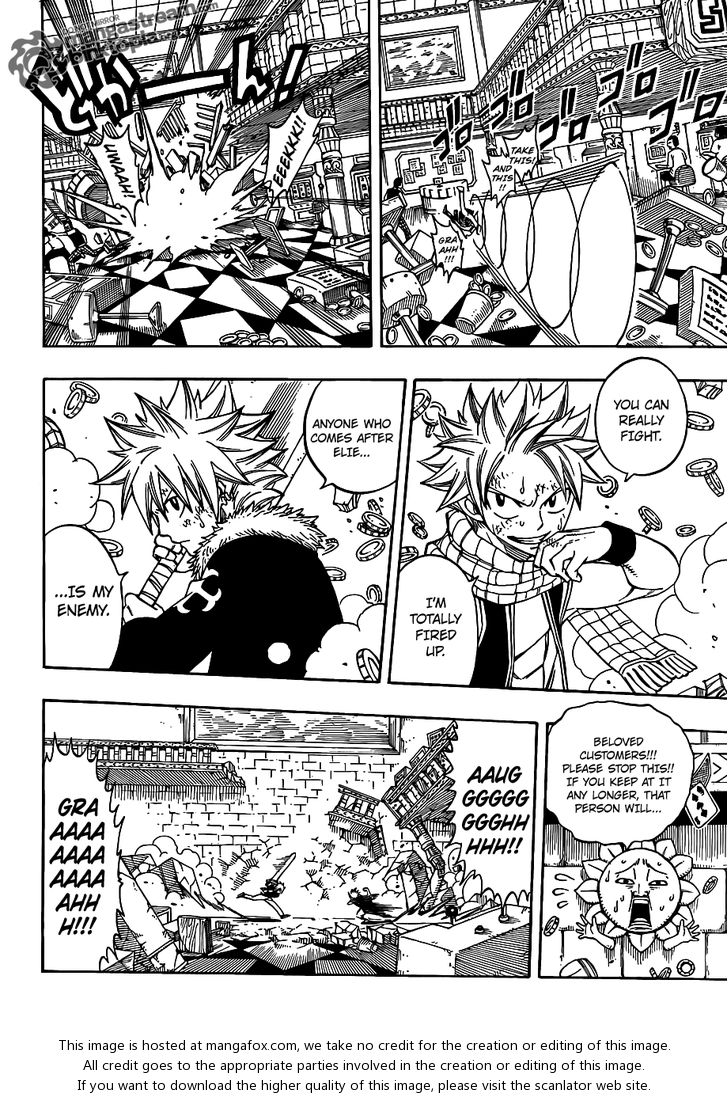 ゴロゴロゴロ
TAKE
THIS! AND
THIS
!!
GRA
AHH
!!!
mangastream.com
どかーーん!
UWAAH!
EEEKKK!!
YOU CAN
REALLY
FIGHT.
I'M
TOTALLY
FIRED
UP.
ANYONE WHO
COMES AFTER
ELIE...
...IS MY
ENEMY.
BELOVED
CUSTOMERS!!!
PLEASE STOP THIS!!
IF YOU KEEP AT IT
ANY LONGER, THAT
PERSON WILL...
AAUG
GGGGG
GGGHH
HHH!!
GRA
AAAA
AAAA
AAAA
AHH
H!!!
This image is hosted at mangafox.com, we take no credit for the creation or editing of this image.
All credit goes to the appropriate parties involved in the creation or editing of this image.
If you want to download the higher quality of this image, please visit the scanlator web site.